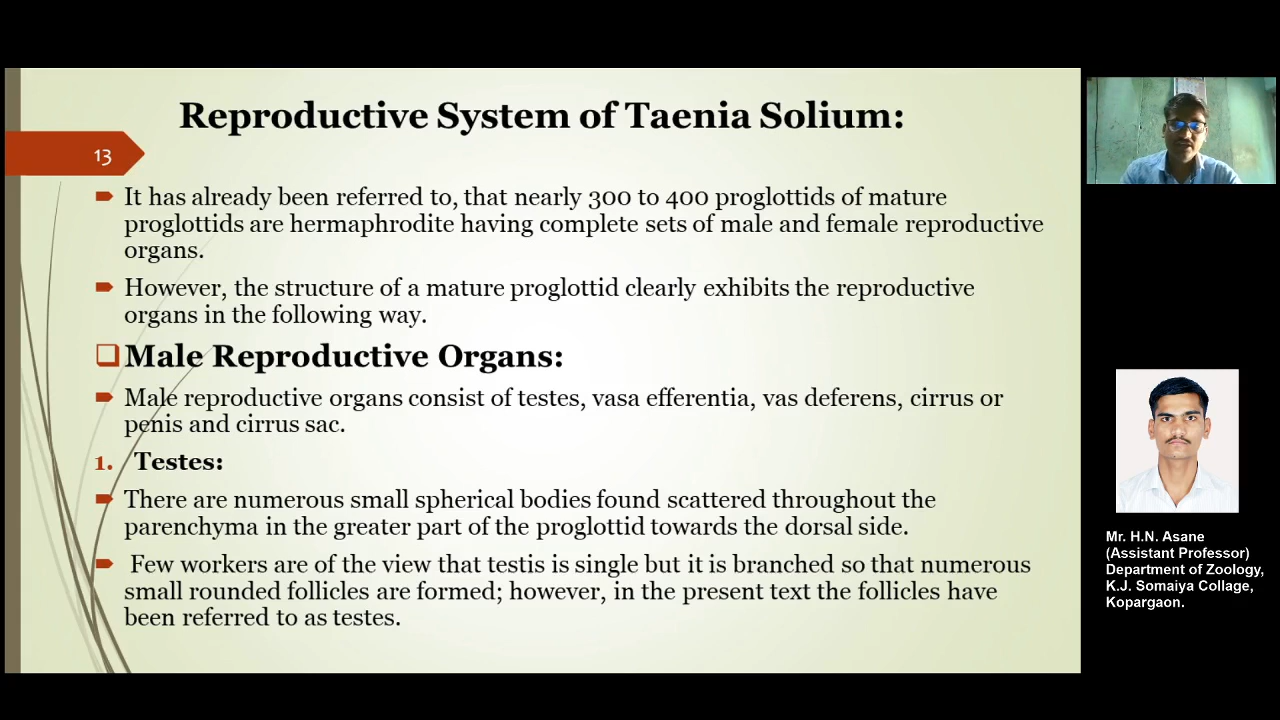 Reproductive System of Taenia Solium:
13
It has already been referred to, that nearly 300 to 400 proglottids of mature
proglottids are hermaphrodite having complete sets of male and female reproductive
organs.
However, the structure of a mature proglottid clearly exhibits the reproductive
organs in the following way.
Male Reproductive Organs:
Male reproductive organs consist of testes, vasa efferentia, vas deferens, cirrus or
penis and cirrus sac.
1. Testes:
There are numerous small spherical bodies found scattered throughout the
parenchyma in the greater part of the proglottid towards the dorsal side.
Few workers are of the view that testis is single but it is branched so that numerous
small rounded follicles are formed; however, in the present text the follicles have
been referred to as testes.
Mr. H.N. Asane
(Assistant Professor)
Department of Zoology,
K.J. Somaiya Collage,
Kopargaon.